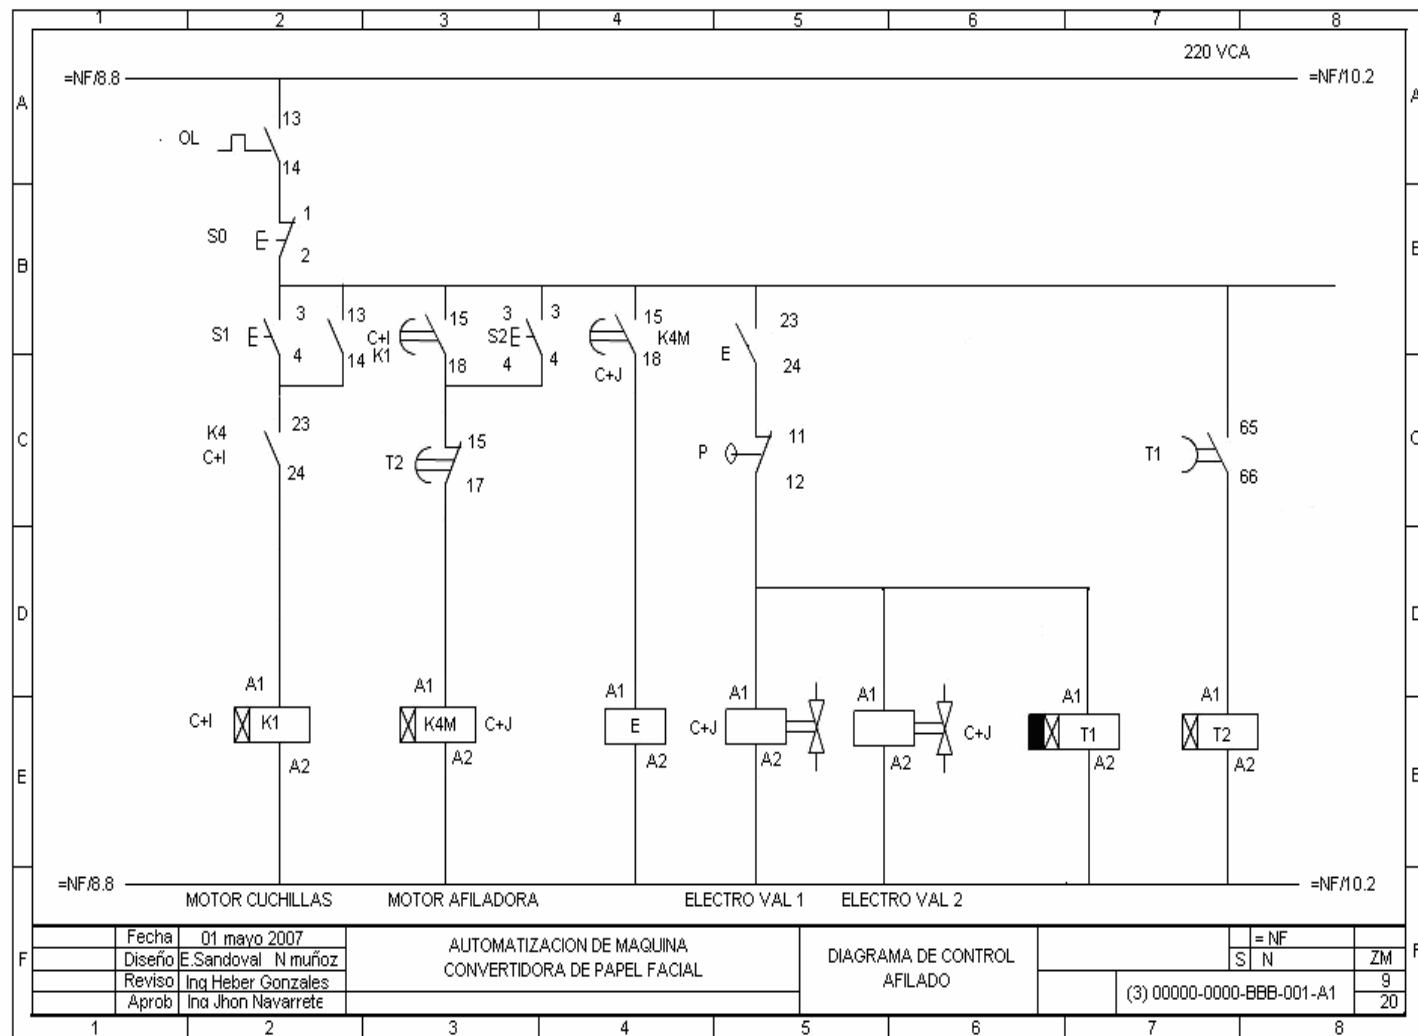 1 2 3 4 5 6 7 8
220 VCA
=NF/8.8 =NF/10.2
A A
13
OL
14
1
S0
2
B B
3 13 15 3 3 15 23
S1 C+I K1 S2 K4M E
4 14 18 4 4 18 24
C+J
23 15 11 65
K4
C C
C+I T2 P T1
24 17 12 66
D D
A1 A1 A1 A1 A1 A1 A1
C+I K1 K4M C+J E C+J C+J T1 T2
A2 A2 A2 A2 A2 A2 A2
E E
=NF/8.8 =NF/10.2
MOTOR CUCHILLAS MOTOR AFILADORA ELECTRO VAL 1 ELECTRO VAL 2
F F
Fecha 01 mayo 2007
Diseño E.Sandoval N muñoz
Reviso Ing Heber Gonzales
Aprob Ing Jhon Navarrete
AUTOMATIZACION DE MAQUINA
CONVERTIDORA DE PAPEL FACIAL
DIAGRAMA DE CONTROL
AFILADO
= NF
S N ZM
(3) 00000-0000-BBB-001-A1 9
20
1 2 3 4 5 6 7 8